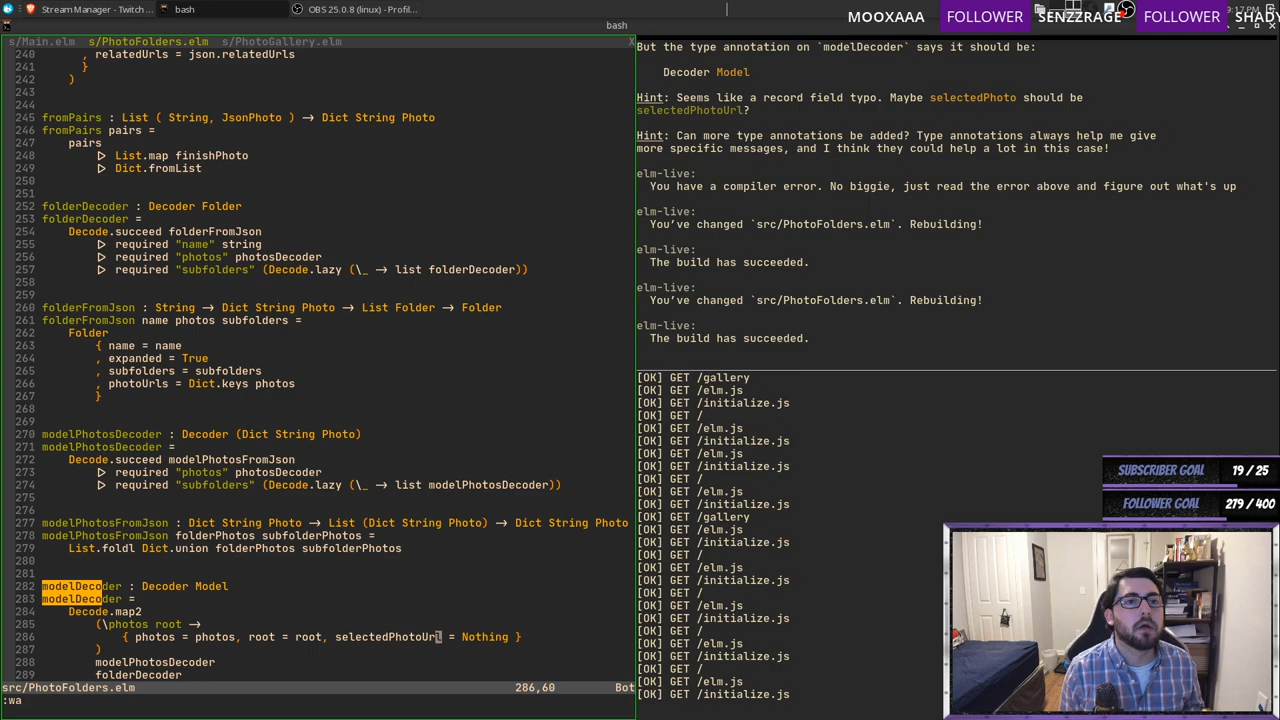 Stream Manager - Twitch
bash
OBS 25.0.8 (linux) - Profil...
9:17 PM
bash
MOOXAAA FOLLOWER SENZZRAGE FOLLOWER SHADY
s/Main.elm s/PhotoFolders.elm s/PhotoGallery.elm X
240 , relatedUrls = json.relatedUrls
241 }
242 )
243
244
245 fromPairs : List ( String, JsonPhoto ) → Dict String Photo
246 fromPairs pairs =
247 pairs
248 ▷ List.map finishPhoto
249 ▷ Dict.fromList
250
251
252 folderDecoder : Decoder Folder
253 folderDecoder =
254 Decode.succeed folderFromJson
255 ▷ required "name" string
256 ▷ required "photos" photosDecoder
257 ▷ required "subfolders" (Decode.lazy (\_ → list folderDecoder))
258
259
260 folderFromJson : String → Dict String Photo → List Folder → Folder
261 folderFromJson name photos subfolders =
262 Folder
263 { name = name
264 , expanded = True
265 , subfolders = subfolders
266 , photoUrls = Dict.keys photos
267 }
268
269
270 modelPhotosDecoder : Decoder (Dict String Photo)
271 modelPhotosDecoder =
272 Decode.succeed modelPhotosFromJson
273 ▷ required "photos" photosDecoder
274 ▷ required "subfolders" (Decode.lazy (\_ → list modelPhotosDecoder))
275
276
277 modelPhotosFromJson : Dict String Photo → List (Dict String Photo) → Dict String Photo
278 modelPhotosFromJson folderPhotos subfolderPhotos =
279 List.foldl Dict.union folderPhotos subfolderPhotos
280
281
282 modelDecoder : Decoder Model
283 modelDecoder =
284 Decode.map2
285 (\photos root →
286 { photos = photos, root = root, selectedPhotoUrl = Nothing }
287 )
288 modelPhotosDecoder
289 folderDecoder
src/PhotoFolders.elm 286,60 Bot
:wa
But the type annotation on `modelDecoder` says it should be:
Decoder Model
Hint: Seems like a record field typo. Maybe selectedPhoto should be
selectedPhotoUrl?
Hint: Can more type annotations be added? Type annotations always help me give
more specific messages, and I think they could help a lot in this case!
elm-live:
You have a compiler error. No biggie, just read the error above and figure out what's up
elm-live:
You've changed `src/PhotoFolders.elm`. Rebuilding!
elm-live:
The build has succeeded.
elm-live:
You've changed `src/PhotoFolders.elm`. Rebuilding!
elm-live:
The build has succeeded.
[OK] GET /gallery
[OK] GET /elm.js
[OK] GET /initialize.js
[OK] GET /
[OK] GET /elm.js
[OK] GET /initialize.js
[OK] GET /elm.js
[OK] GET /initialize.js
[OK] GET /
[OK] GET /elm.js
[OK] GET /initialize.js
[OK] GET /gallery
[OK] GET /elm.js
[OK] GET /initialize.js
[OK] GET /
[OK] GET /elm.js
[OK] GET /initialize.js
[OK] GET /
[OK] GET /elm.js
[OK] GET /initialize.js
[OK] GET /
[OK] GET /elm.js
[OK] GET /initialize.js
[OK] GET /
[OK] GET /elm.js
[OK] GET /initialize.js
SUBSCRIBER GOAL 19 / 25
FOLLOWER GOAL 279 / 400